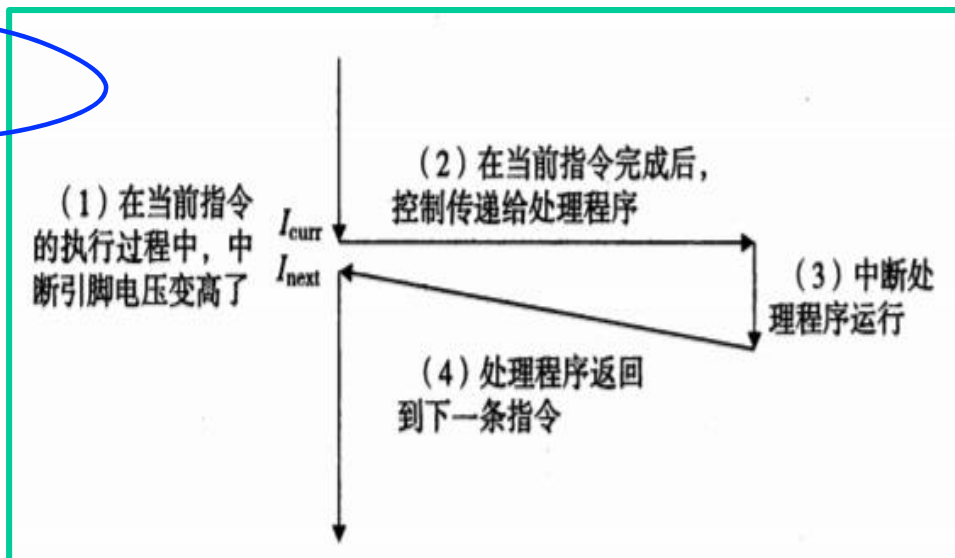 (1)在当前指令
的执行过程中,中
断引脚电压变高了
I_curr
I_next
(2)在当前指令完成后,
控制传递给处理程序
(3)中断处
理程序运行
(4)处理程序返回
到下一条指令